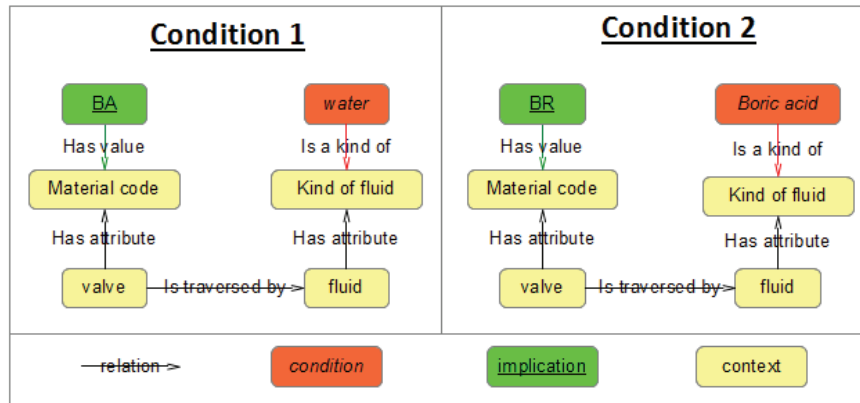 Condition 1
BA
water
Has value
Is a kind of
Material code
Kind of fluid
Has attribute
Has attribute
valve
Is traversed by
fluid
Condition 2
BR
Boric acid
Has value
Is a kind of
Material code
Kind of fluid
Has attribute
Has attribute
valve
Is traversed by
fluid
relation
condition
implication
context